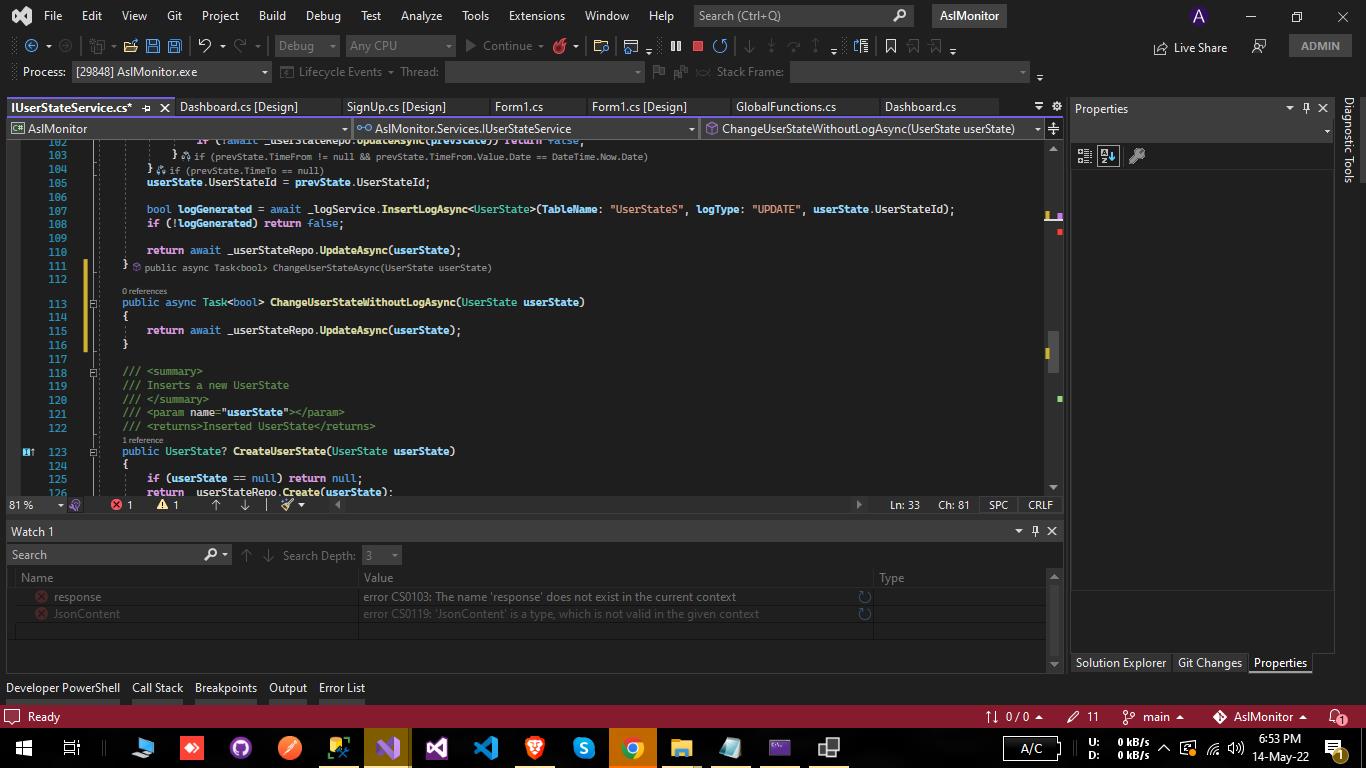 File Edit View Git Project Build Debug Test Analyze Tools Extensions Window Help Search (Ctrl+Q) AslMonitor A
Debug Any CPU Continue Live Share ADMIN
Process: [29848] AslMonitor.exe Lifecycle Events Thread: Stack Frame:
IUserStateService.cs* Dashboard.cs [Design] SignUp.cs [Design] Form1.cs Form1.cs [Design] GlobalFunctions.cs Dashboard.cs Properties
AslMonitor AslMonitor.Services.IUserStateService ChangeUserStateWithoutLogAsync(UserState userState)
Diagnostic Tools
102 if (!await _userStateRepo.UpdateAsync(prevState)) return false;
103 } if (prevState.TimeFrom != null && prevState.TimeFrom.Value.Date == DateTime.Now.Date)
104 } if (prevState.TimeTo == null)
105 userState.UserStateId = prevState.UserStateId;
106
107 bool logGenerated = await _logService.InsertLogAsync<UserState>(TableName: "UserStateS", logType: "UPDATE", userState.UserStateId);
108 if (!logGenerated) return false;
109
110 return await _userStateRepo.UpdateAsync(userState);
111 } public async Task<bool> ChangeUserStateAsync(UserState userState)
112
0 references
113 public async Task<bool> ChangeUserStateWithoutLogAsync(UserState userState)
114 {
115 return await _userStateRepo.UpdateAsync(userState);
116 }
117
118 /// <summary>
119 /// Inserts a new UserState
120 /// </summary>
121 /// <param name="userState"></param>
122 /// <returns>Inserted UserState</returns>
1 reference
123 public UserState? CreateUserState(UserState userState)
124 {
125 if (userState == null) return null;
126 return _userStateRepo.Create(userState);
81 % 1 1 Ln: 33 Ch: 81 SPC CRLF
Watch 1
Search Search Depth: 3
Name Value Type
response error CS0103: The name 'response' does not exist in the current context
JsonContent error CS0119: 'JsonContent' is a type, which is not valid in the given context
Solution Explorer Git Changes Properties
Developer PowerShell Call Stack Breakpoints Output Error List
Ready 0 / 0 11 main AslMonitor 1
A/C U: 0 kB/s 6:53 PM
D: 0 kB/s 14-May-22 1